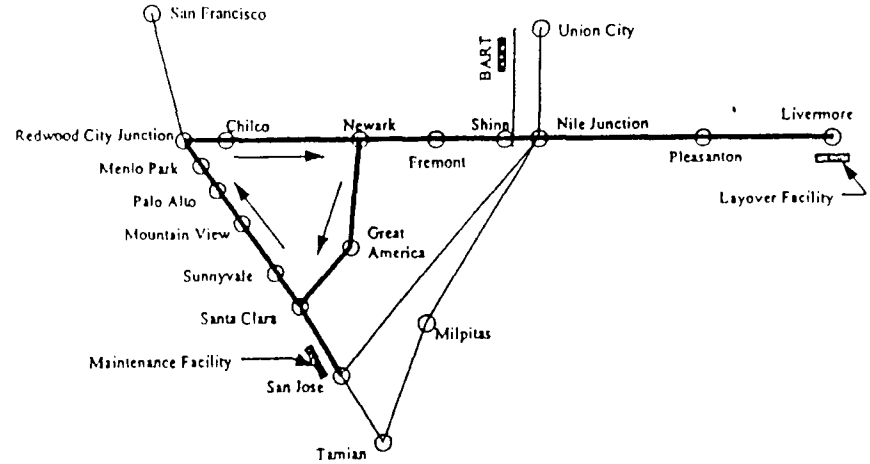 San Francisco
Union City
BART
Redwood City Junction
Chilco
Newark
Shinn
Nile Junction
Livermore
Menlo Park
Fremont
Pleasanton
Palo Alto
Layover Facility
Mountain View
Great
America
Sunnyvale
Santa Clara
Milpitas
Maintenance Facility
San Jose
Tamian